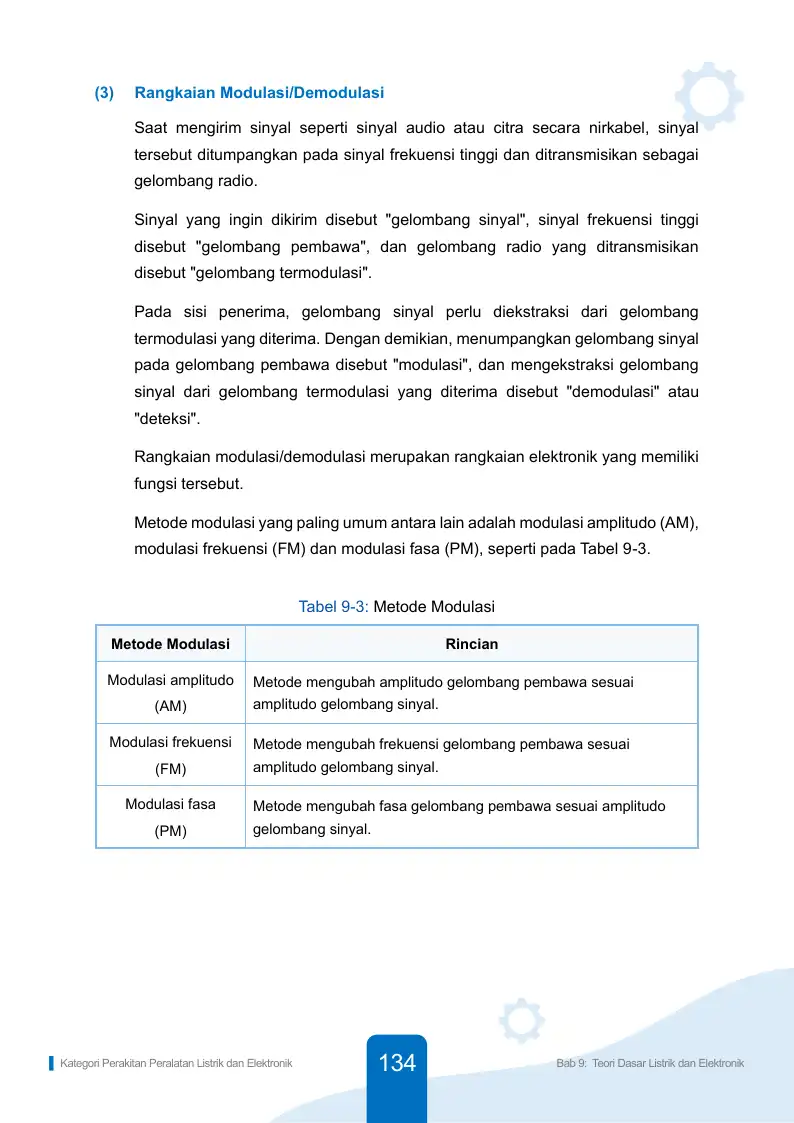 (3) Rangkaian Modulasi/Demodulasi
Saat mengirim sinyal seperti sinyal audio atau citra secara nirkabel, sinyal
tersebut ditumpangkan pada sinyal frekuensi tinggi dan ditransmisikan sebagai
gelombang radio.
Sinyal yang ingin dikirim disebut "gelombang sinyal", sinyal frekuensi tinggi
disebut "gelombang pembawa", dan gelombang radio yang ditransmisikan
disebut "gelombang termodulasi".
Pada sisi penerima, gelombang sinyal perlu diekstraksi dari gelombang
termodulasi yang diterima. Dengan demikian, menumpangkan gelombang sinyal
pada gelombang pembawa disebut "modulasi", dan mengekstraksi gelombang
sinyal dari gelombang termodulasi yang diterima disebut "demodulasi" atau
"deteksi".
Rangkaian modulasi/demodulasi merupakan rangkaian elektronik yang memiliki
fungsi tersebut.
Metode modulasi yang paling umum antara lain adalah modulasi amplitudo (AM),
modulasi frekuensi (FM) dan modulasi fasa (PM), seperti pada Tabel 9-3.
Tabel 9-3: Metode Modulasi
Metode Modulasi Rincian
Modulasi amplitudo
(AM)
Metode mengubah amplitudo gelombang pembawa sesuai
amplitudo gelombang sinyal.
Modulasi frekuensi
(FM)
Metode mengubah frekuensi gelombang pembawa sesuai
amplitudo gelombang sinyal.
Modulasi fasa
(PM)
Metode mengubah fasa gelombang pembawa sesuai amplitudo
gelombang sinyal.
Kategori Perakitan Peralatan Listrik dan Elektronik 134 Bab 9: Teori Dasar Listrik dan Elektronik